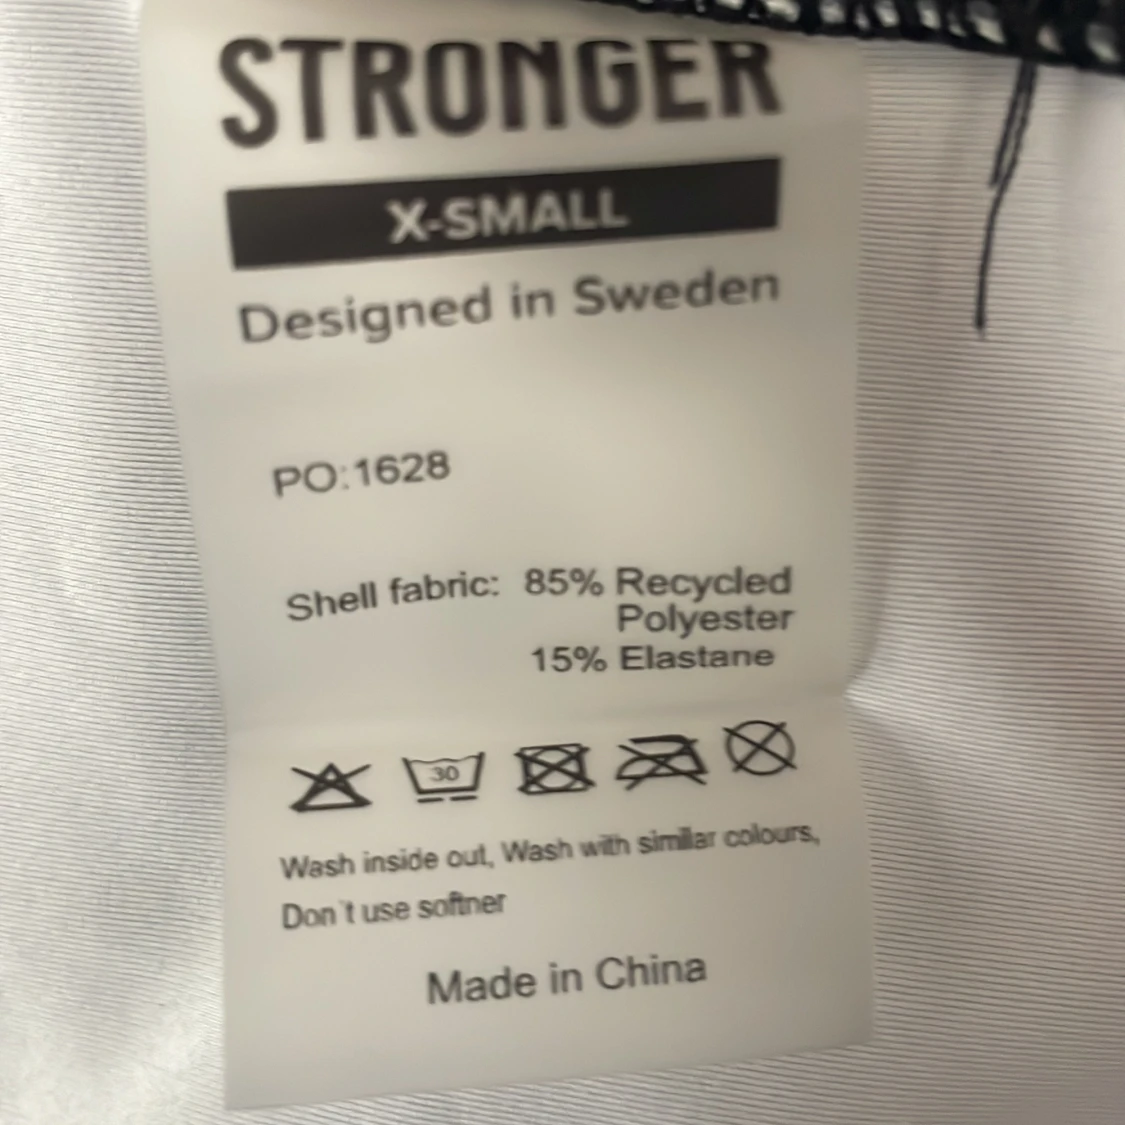 STRONGER
X-SMALL
Designed in Sweden
PO:1628
Shell fabric: 85% Recycled
Polyester
15% Elastane
30
Wash inside out, Wash with similar colours,
Don't use softner
Made in China